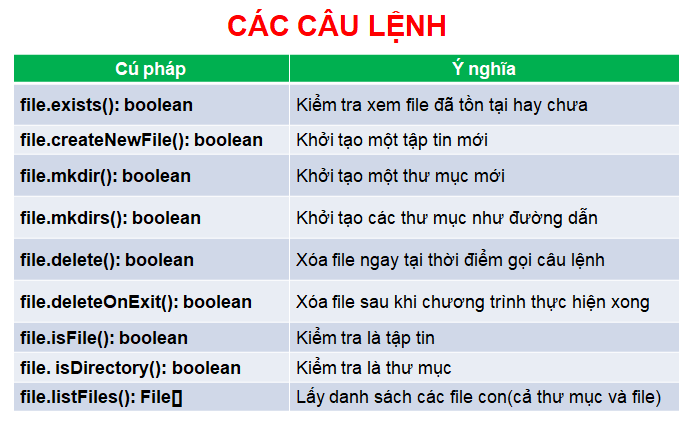 CÁC CÂU LỆNH
Cú pháp Ý nghĩa
file.exists(): boolean Kiểm tra xem file đã tồn tại hay chưa
file.createNewFile(): boolean Khởi tạo một tập tin mới
file.mkdir(): boolean Khởi tạo một thư mục mới
file.mkdirs(): boolean Khởi tạo các thư mục như đường dẫn
file.delete(): boolean Xóa file ngay tại thời điểm gọi câu lệnh
file.deleteOnExit(): boolean Xóa file sau khi chương trình thực hiện xong
file.isFile(): boolean Kiểm tra là tập tin
file. isDirectory(): boolean Kiểm tra là thư mục
file.listFiles(): File[] Lấy danh sách các file con(cả thư mục và file)